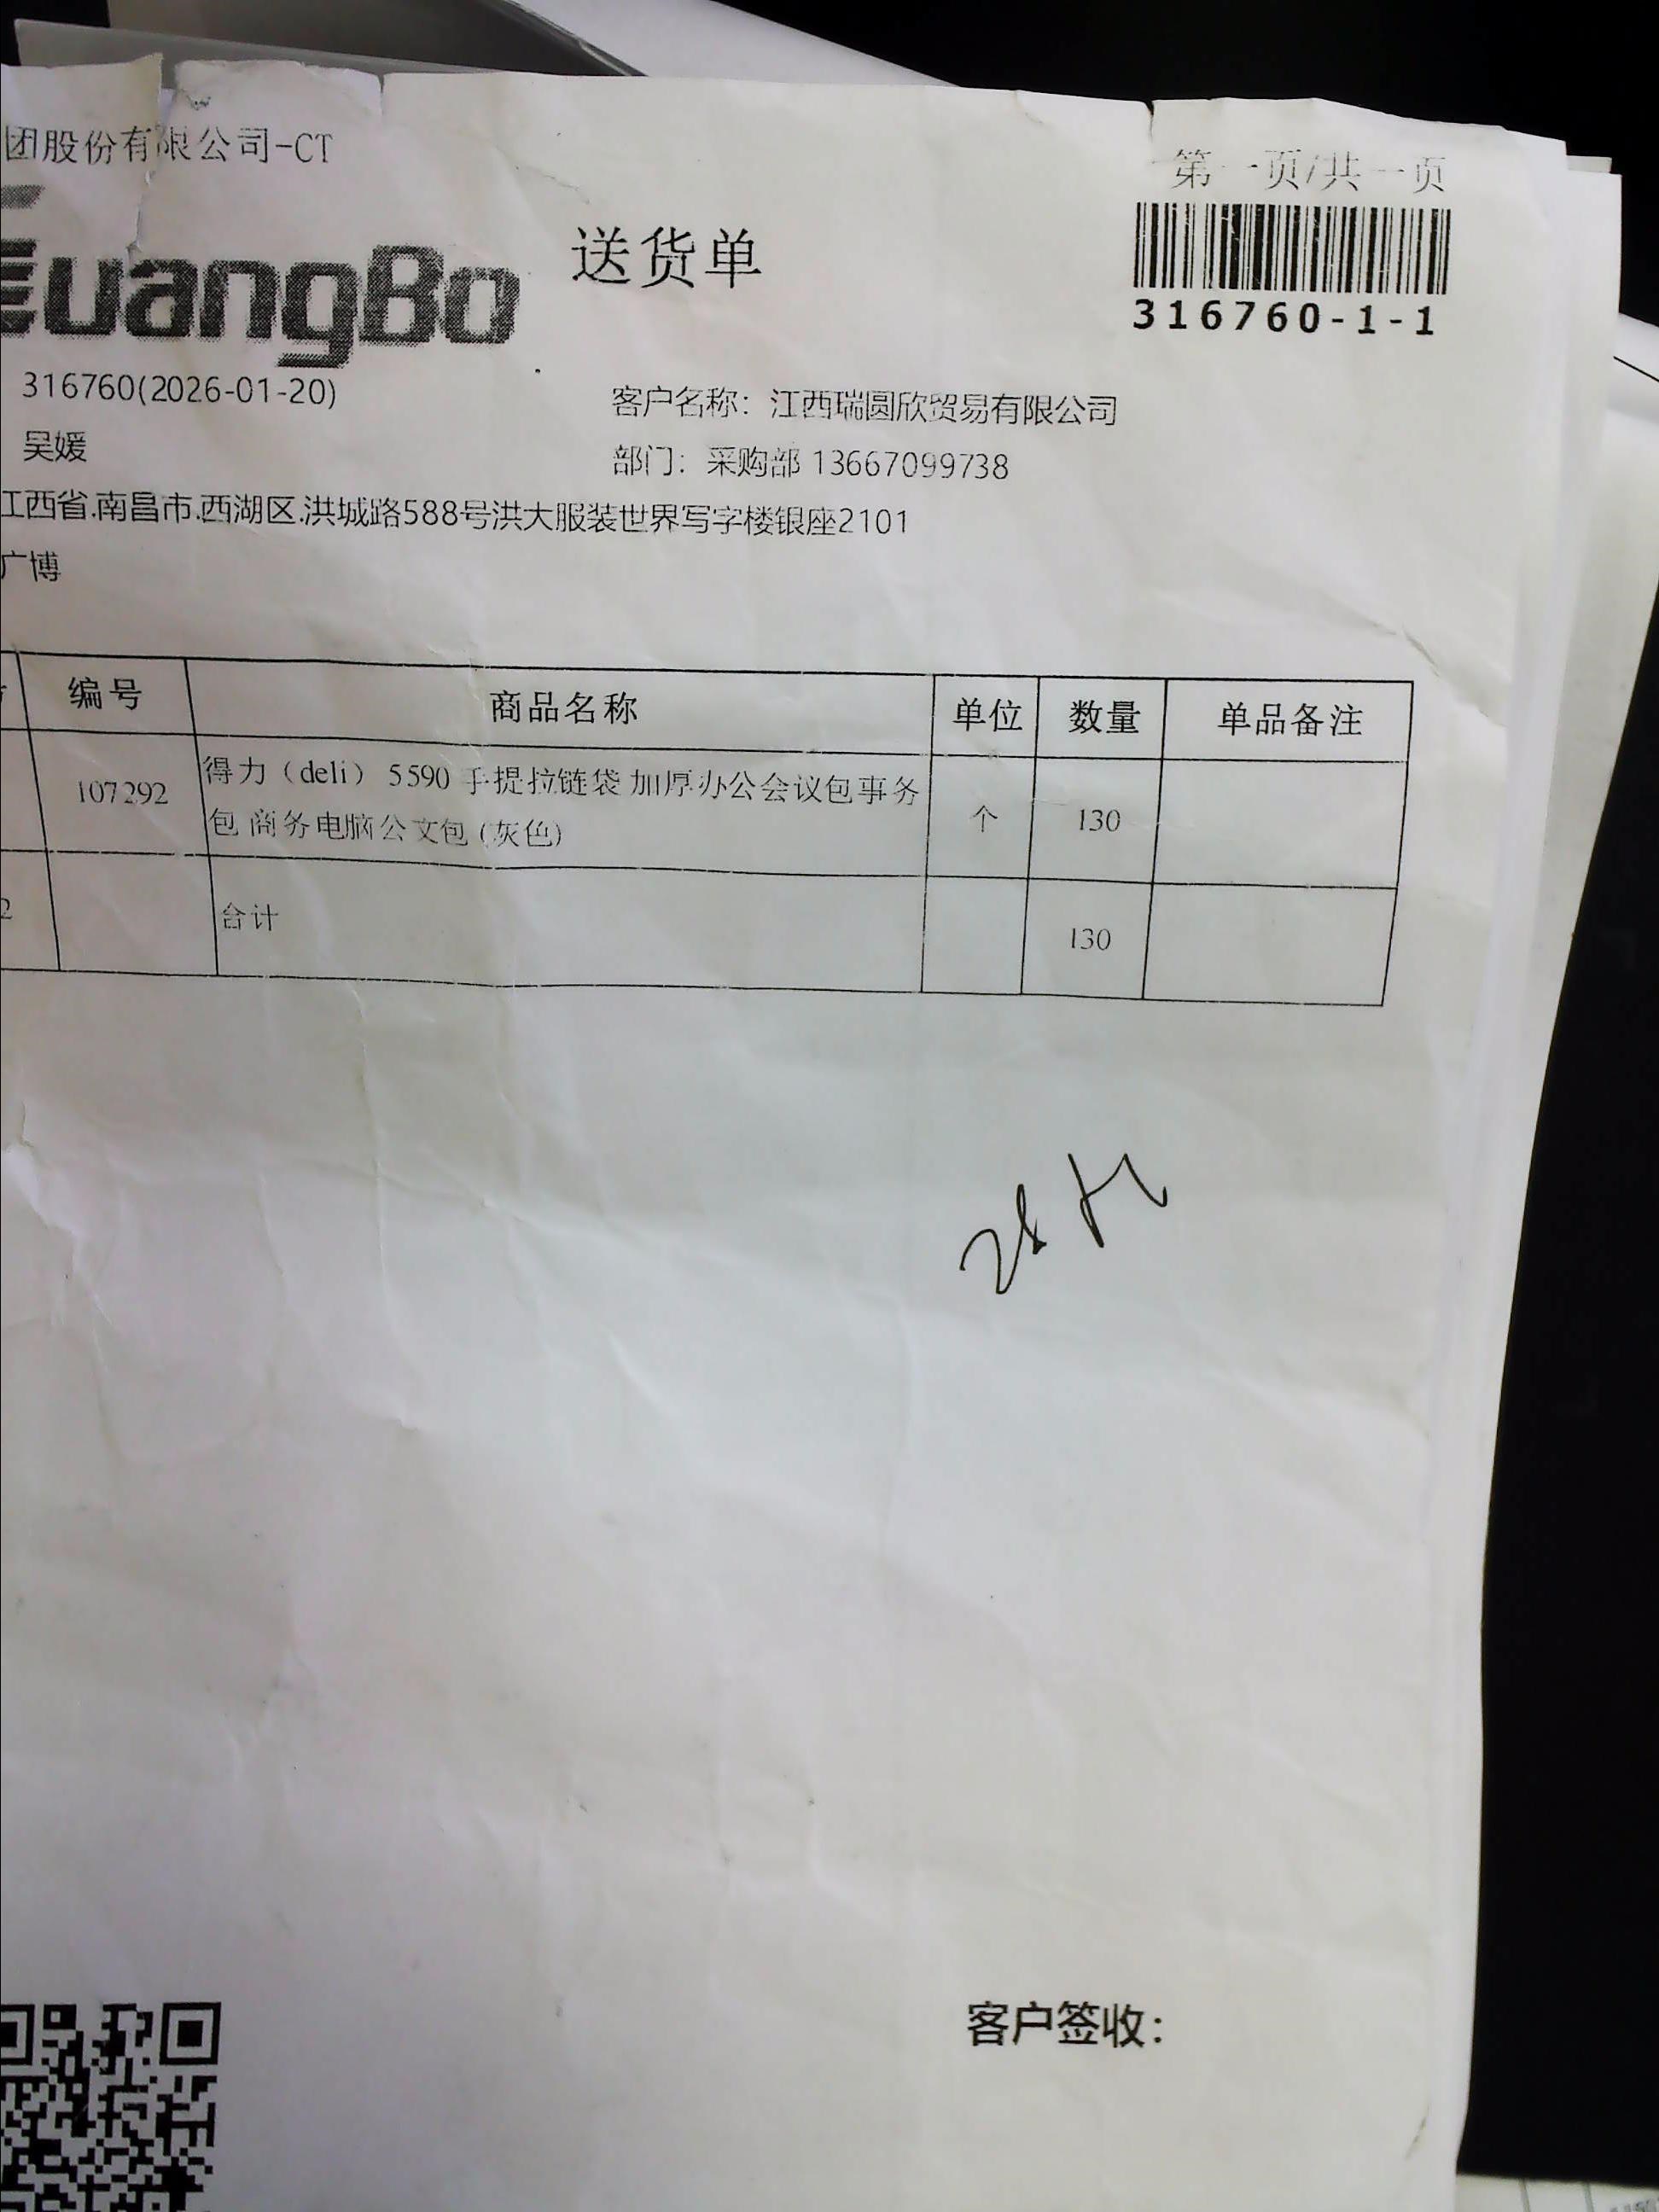 团股份有限公司-CT
第一页/共一页
GuangBo
送货单
316760-1-1
316760(2026-01-20)
客户名称：江西瑞圆欣贸易有限公司
吴媛
部门：采购部 13667099738
江西省.南昌市.西湖区.洪城路588号洪大服装世界写字楼银座2101
广博
编号 商品名称 单位 数量 单品备注
107292 得力（deli） 5590 手提拉链袋 加厚办公会议包事务 个 130
包 商务电脑公文包 (灰色)
2 合计 130
客户签收：